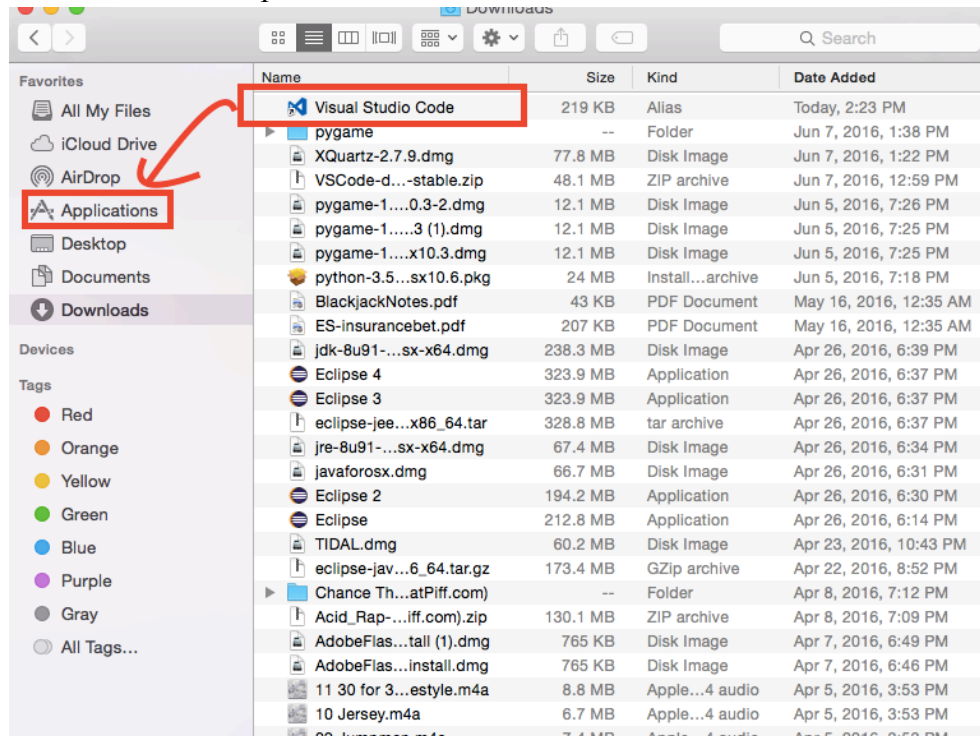 Downloads
Search
Favorites
All My Files
iCloud Drive
AirDrop
Applications
Desktop
Documents
Downloads
Devices
Tags
Red
Orange
Yellow
Green
Blue
Purple
Gray
All Tags...
Name Size Kind Date Added
Visual Studio Code 219 KB Alias Today, 2:23 PM
pygame -- Folder Jun 7, 2016, 1:38 PM
XQuartz-2.7.9.dmg 77.8 MB Disk Image Jun 7, 2016, 1:22 PM
VSCode-d...-stable.zip 48.1 MB ZIP archive Jun 7, 2016, 12:59 PM
pygame-1....0.3-2.dmg 12.1 MB Disk Image Jun 5, 2016, 7:26 PM
pygame-1.....3 (1).dmg 12.1 MB Disk Image Jun 5, 2016, 7:25 PM
pygame-1....x10.3.dmg 12.1 MB Disk Image Jun 5, 2016, 7:25 PM
python-3.5...sx10.6.pkg 24 MB Install...archive Jun 5, 2016, 7:18 PM
BlackjackNotes.pdf 43 KB PDF Document May 16, 2016, 12:35 AM
ES-insurancebet.pdf 207 KB PDF Document May 16, 2016, 12:35 AM
jdk-8u91-...sx-x64.dmg 238.3 MB Disk Image Apr 26, 2016, 6:39 PM
Eclipse 4 323.9 MB Application Apr 26, 2016, 6:37 PM
Eclipse 3 323.9 MB Application Apr 26, 2016, 6:37 PM
eclipse-jee...x86_64.tar 328.8 MB tar archive Apr 26, 2016, 6:37 PM
jre-8u91-...sx-x64.dmg 67.4 MB Disk Image Apr 26, 2016, 6:34 PM
javaforosx.dmg 66.7 MB Disk Image Apr 26, 2016, 6:31 PM
Eclipse 2 194.2 MB Application Apr 26, 2016, 6:30 PM
Eclipse 212.8 MB Application Apr 26, 2016, 6:14 PM
TIDAL.dmg 60.2 MB Disk Image Apr 23, 2016, 10:43 PM
eclipse-jav...6_64.tar.gz 173.4 MB GZip archive Apr 22, 2016, 8:52 PM
Chance Th...atPiff.com) -- Folder Apr 8, 2016, 7:12 PM
Acid_Rap-...iff.com).zip 130.1 MB ZIP archive Apr 8, 2016, 7:09 PM
AdobeFlas...tall (1).dmg 765 KB Disk Image Apr 7, 2016, 6:49 PM
AdobeFlas...install.dmg 765 KB Disk Image Apr 7, 2016, 6:46 PM
11 30 for 3...estyle.m4a 8.8 MB Apple...4 audio Apr 5, 2016, 3:53 PM
10 Jersey.m4a 6.7 MB Apple...4 audio Apr 5, 2016, 3:53 PM